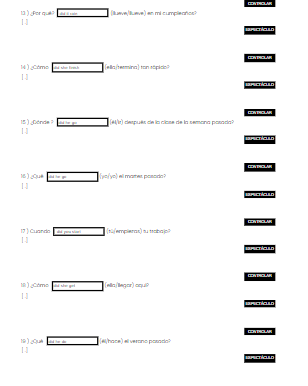 CONTROLAR
13 ) ¿Por qué? did it rain (llueve/llueve) en mi cumpleaños?
[ .]
ESPECTÁCULO
CONTROLAR
14 ) ¿Cómo did she finish (ella/termina) tan rápido?
[ .]
ESPECTÁCULO
CONTROLAR
15 ) ¿Dónde ? did he go (él/ir) después de la clase de la semana pasada?
[ .]
ESPECTÁCULO
CONTROLAR
16 ) ¿Qué (yo/yo) el martes pasado?
[ .]
ESPECTÁCULO
CONTROLAR
17 ) Cuando did you start (tú/empiezas) tu trabajo?
[ .]
ESPECTÁCULO
CONTROLAR
18 ) ¿Cómo did she get (ella/llegar) aquí?
[ .]
ESPECTÁCULO
CONTROLAR
19 ) ¿Qué did he do (él/hace) el verano pasado?
[ .]
ESPECTÁCULO